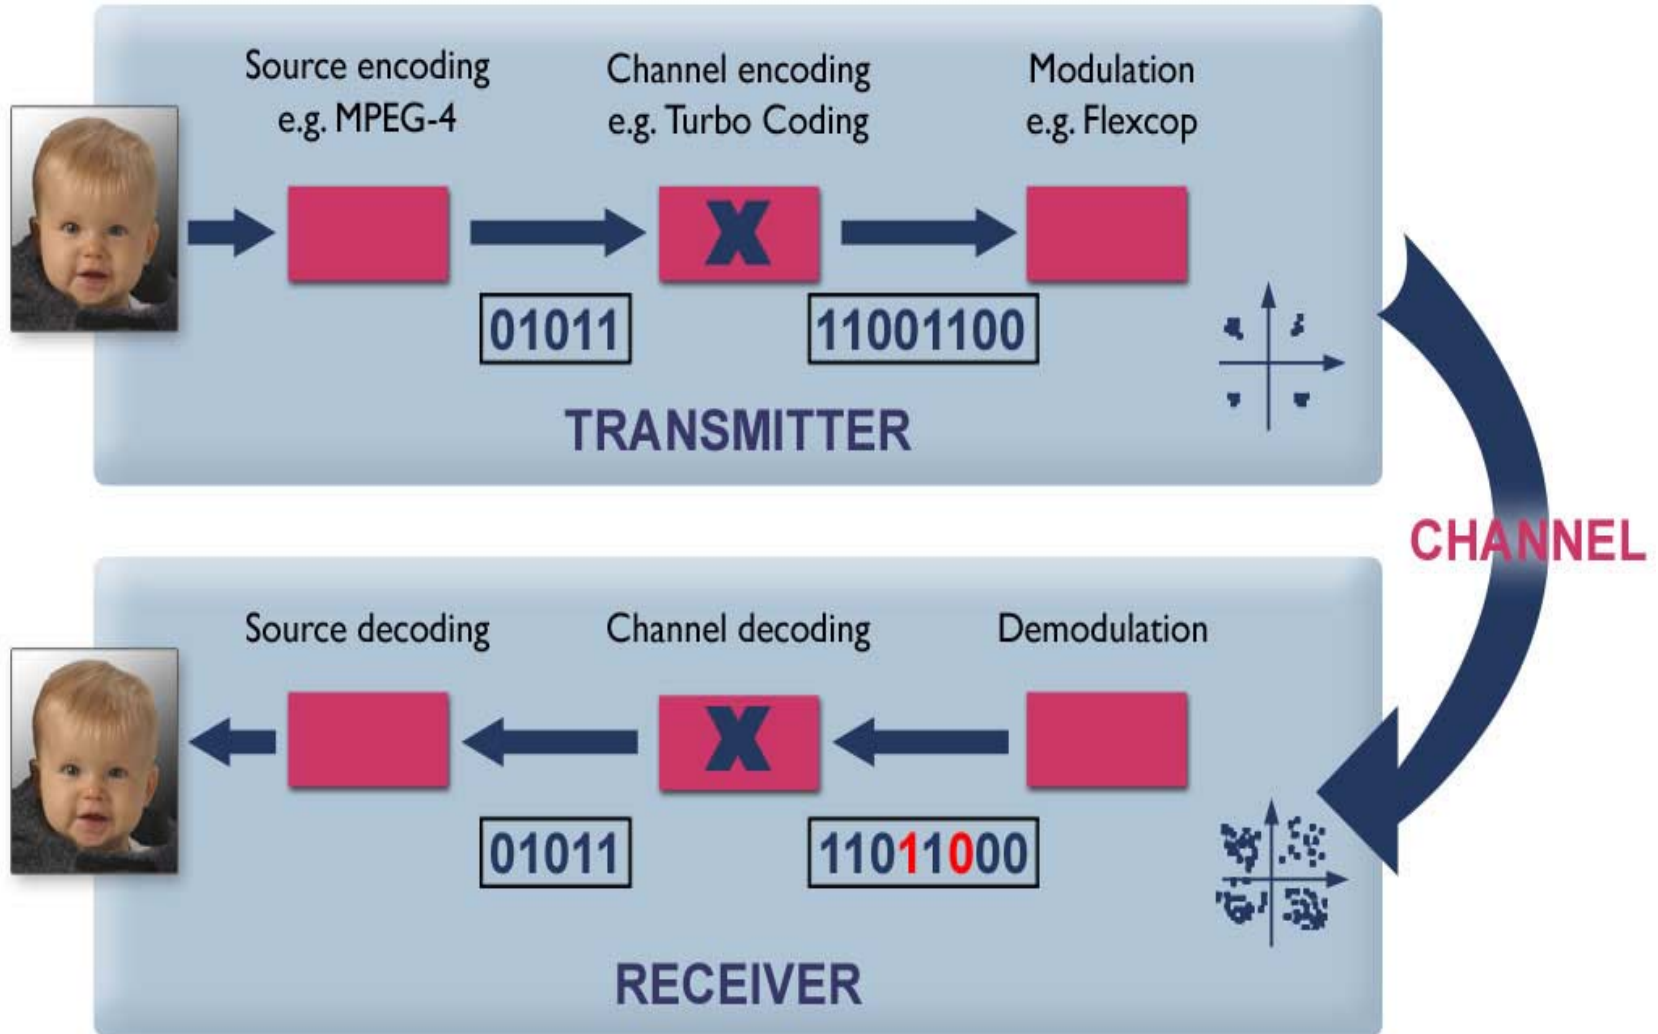 Source encoding
e.g. MPEG-4
Channel encoding
e.g. Turbo Coding
Modulation
e.g. Flexcop
X
01011
11001100
TRANSMITTER
CHANNEL
Source decoding
Channel decoding
Demodulation
X
01011
11011000
RECEIVER